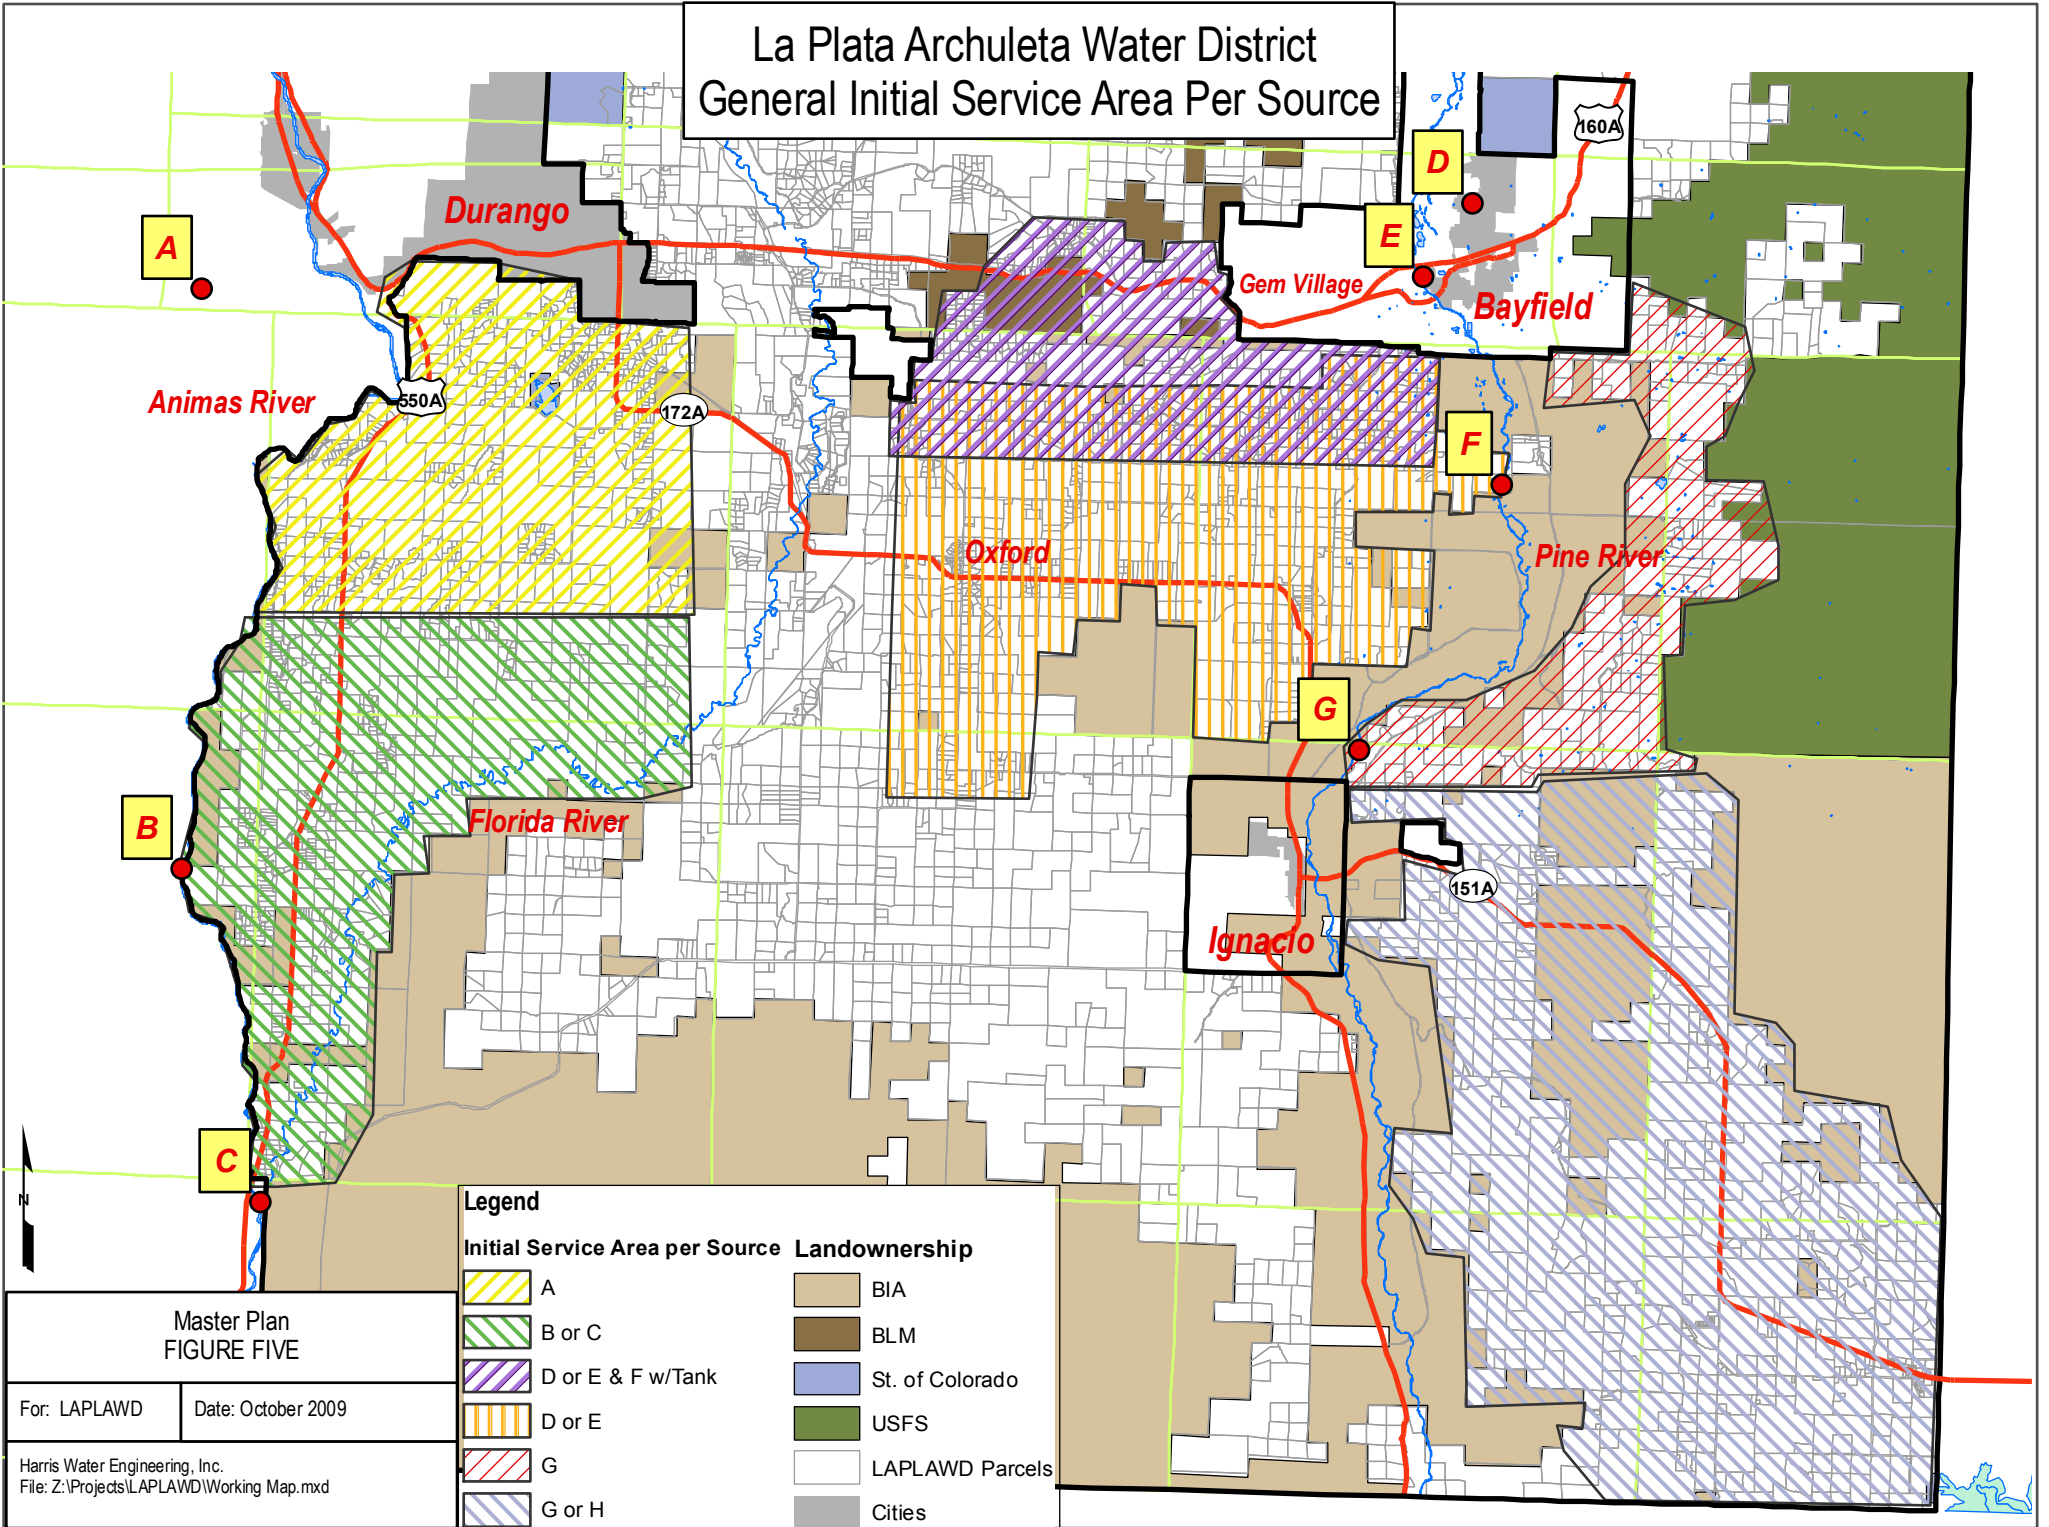 La Plata Archuleta Water District
General Initial Service Area Per Source
160A
D
A
Durango
E
Gem Village
Bayfield
Animas River
550A
172A
F
Oxford
Pine River
G
B
Florida River
151A
Ignacio
C
N
Legend
Initial Service Area per Source
A
B or C
D or E & F w/Tank
D or E
G
G or H
Landownership
BIA
BLM
St. of Colorado
USFS
LAPLAWD Parcels
Cities
Master Plan
FIGURE FIVE
For: LAPLAWD
Date: October 2009
Harris Water Engineering, Inc.
File: Z:\Projects\LAPLAWD\Working Map.mxd